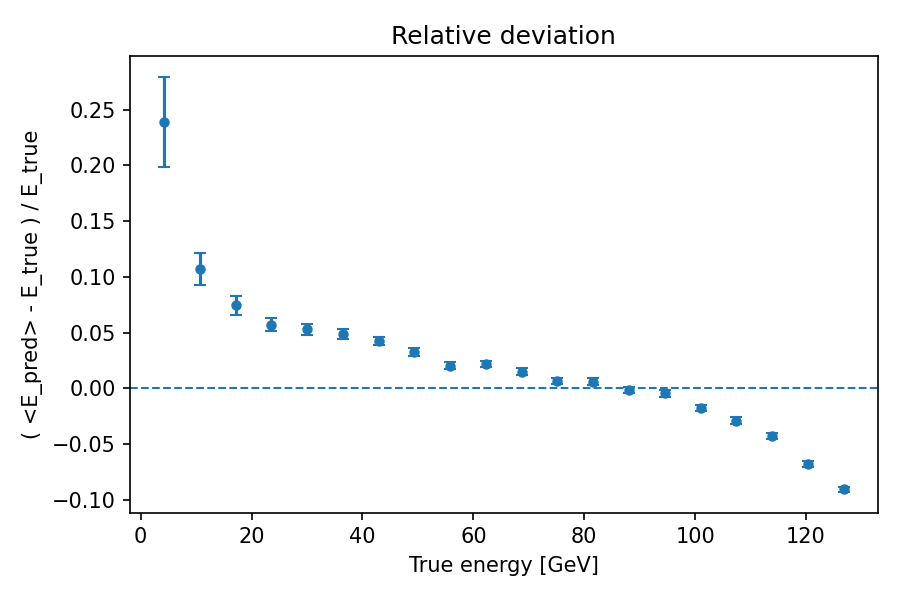 Relative deviation
( <E_pred> - E_true ) / E_true
0.25
0.20
0.15
0.10
0.05
0.00
−0.05
−0.10
0 20 40 60 80 100 120
True energy [GeV]